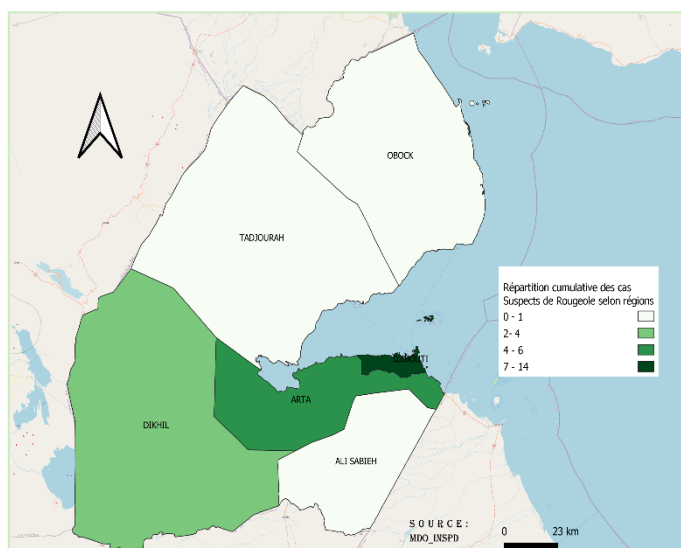 OBOCK
TADJOURAH
Répartition cumulative des cas
Suspects de Rougeole selon régions
0 - 1
2- 4
4 - 6
7 - 14
DJIBOUTI
ARTA
DIKHIL
ALI SABIEH
SOURCE:
MDO_INSPD
0 23 km